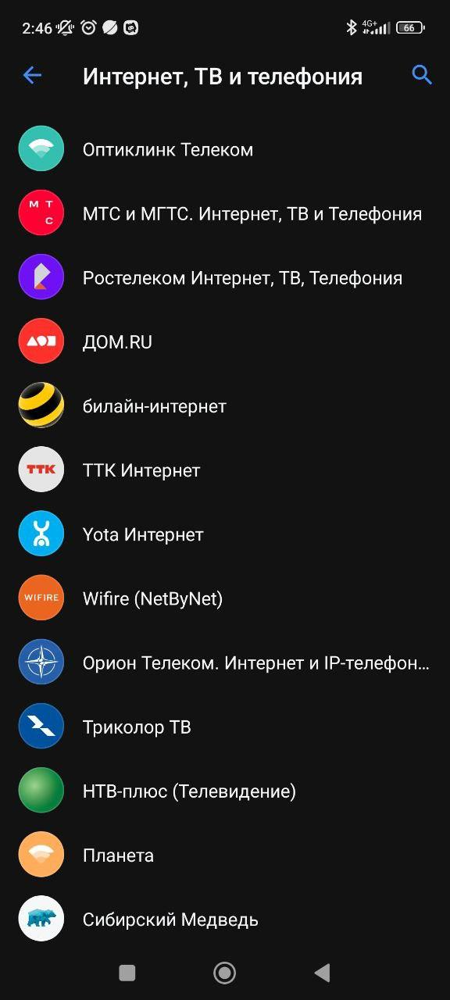 2:46
4G+
66
Интернет, ТВ и телефония
Оптиклинк Телеком
М Т
С
МТС и МГТС. Интернет, ТВ и Телефония
Ростелеком Интернет, ТВ, Телефония
ДОМ.RU
билайн-интернет
ТТК
ТТК Интернет
Yota Интернет
WIFIRE
Wifire (NetByNet)
Орион Телеком. Интернет и IP-телефон...
Триколор ТВ
НТВ-плюс (Телевидение)
Планета
Сибирский Медведь